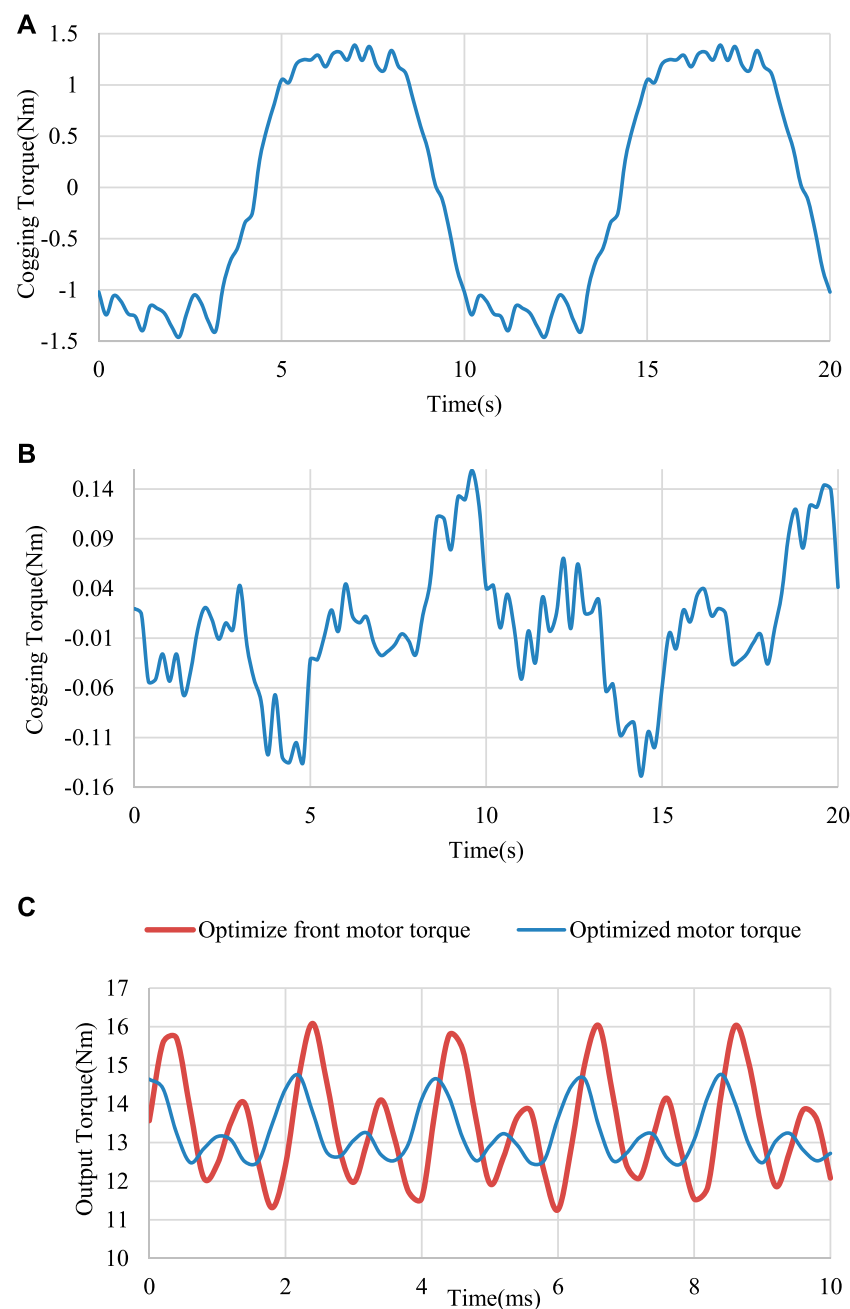 A
1.5
1
0.5
0
-0.5
-1
-1.5
Cogging Torque(Nm)
0 5 10 15 20
Time(s)
B
0.14
0.09
0.04
-0.01
-0.06
-0.11
-0.16
Cogging Torque(Nm)
0 5 10 15 20
Time(s)
C
Optimize front motor torque Optimized motor torque
17
16
15
14
13
12
11
10
Output Torque(Nm)
0 2 4 6 8 10
Time(ms)